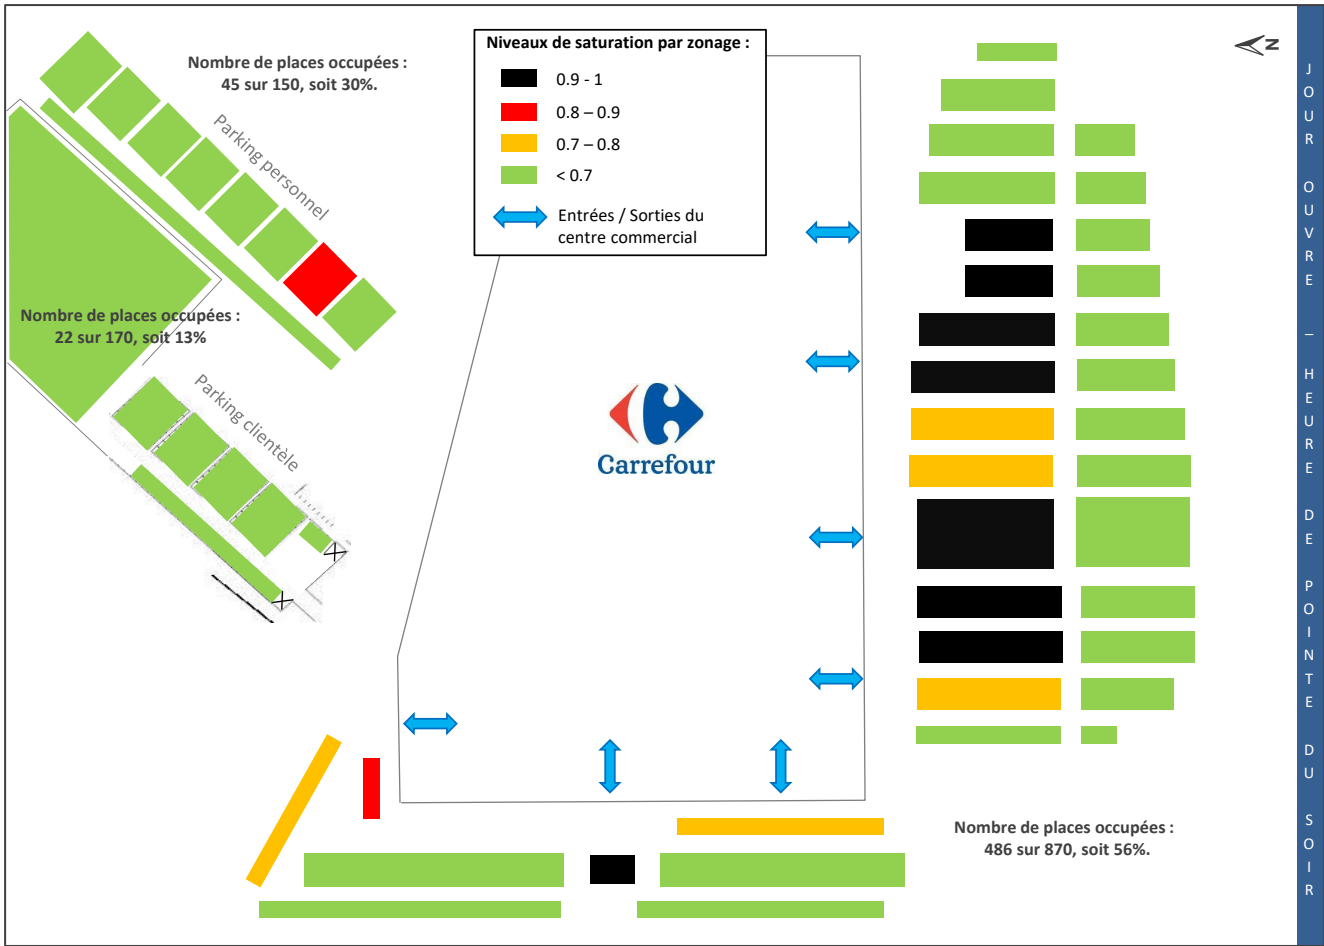 Nombre de places occupées :
45 sur 150, soit 30%.
Parking personnel
Nombre de places occupées :
22 sur 170, soit 13%
Parking clientèle
Niveaux de saturation par zonage :
0.9 - 1
0.8 – 0.9
0.7 – 0.8
< 0.7
Entrées / Sorties du
centre commercial
Carrefour
N
Nombre de places occupées :
486 sur 870, soit 56%.
JOUR OUVRE – HEURE DE POINTE DU SOIR